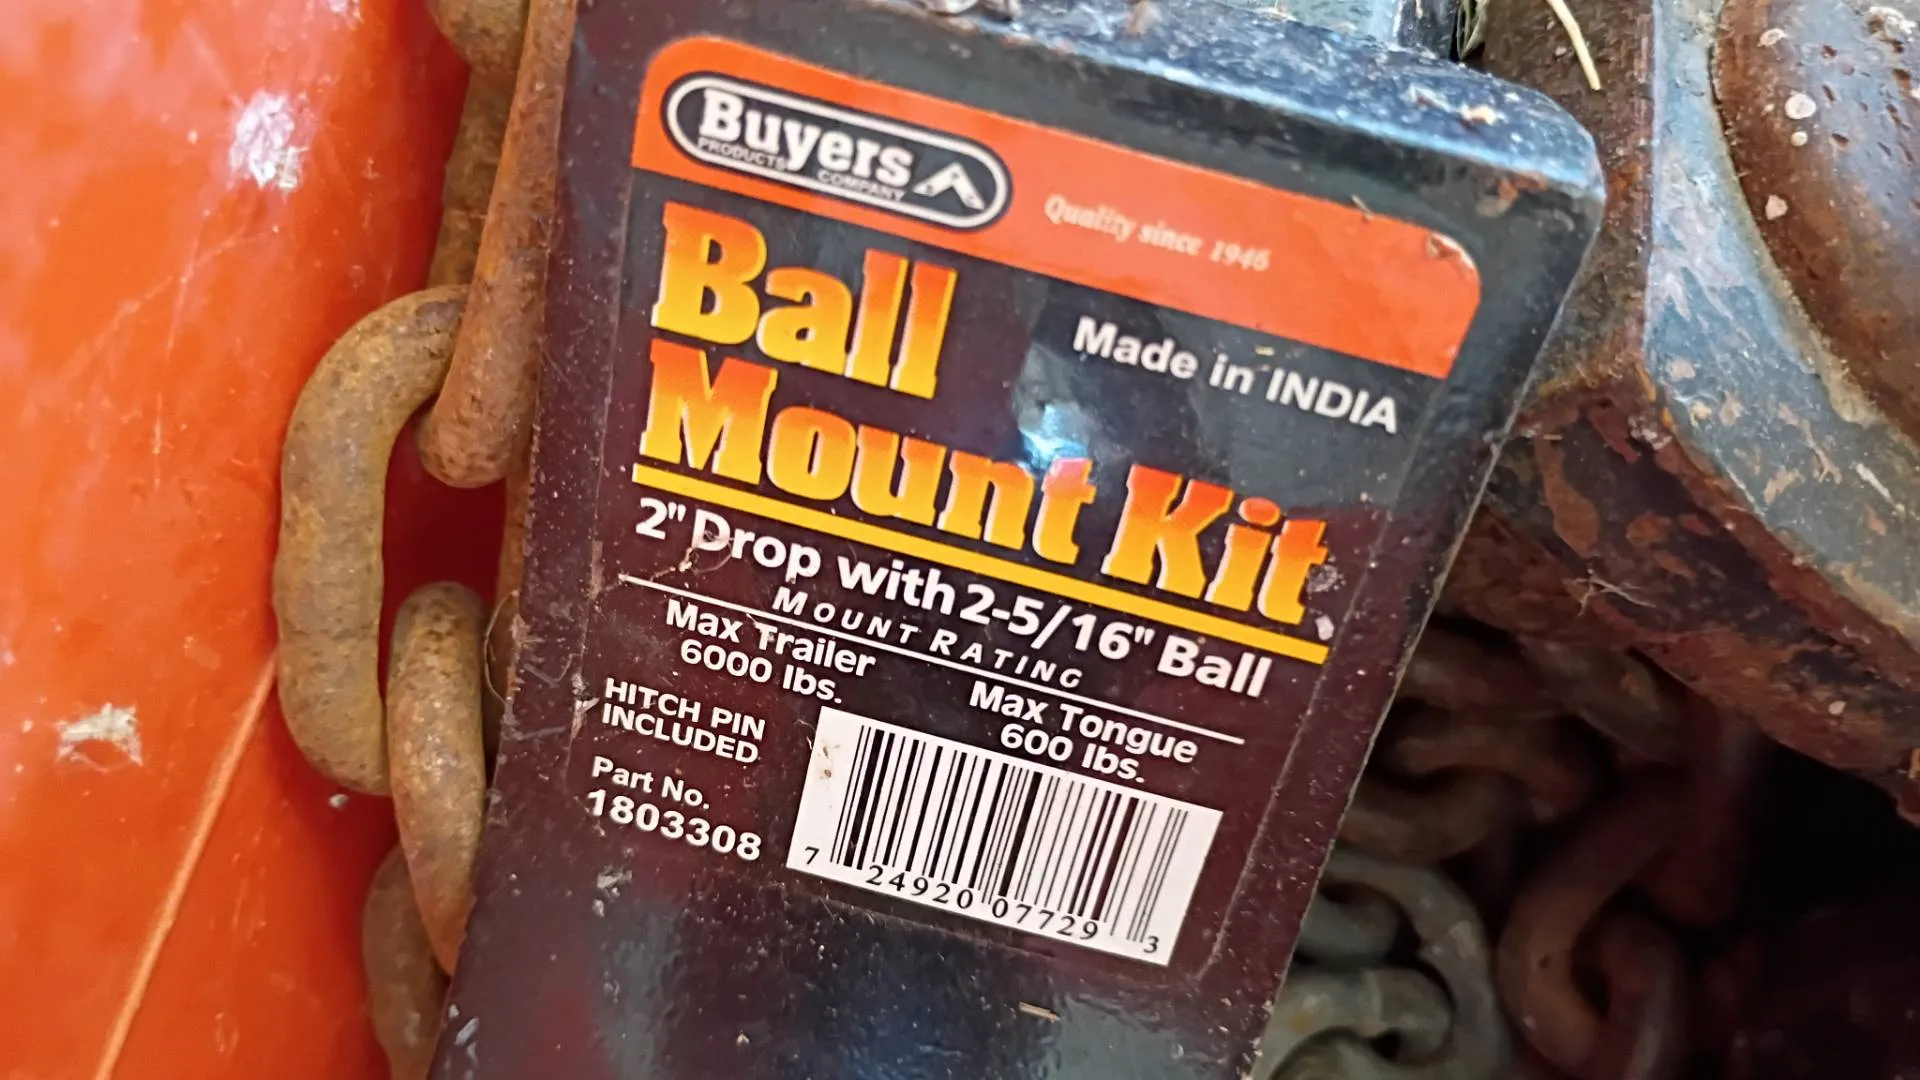 Buyers
PRODUCTS COMPANY
Quality since 1946
Ball
Made in INDIA
Mount Kit
2" Drop with 2-5/16" Ball
MOUNT RATING
Max Trailer
6000 lbs.
Max Tongue
600 lbs.
HITCH PIN
INCLUDED
Part No.
1803308
7 24920 07729 3